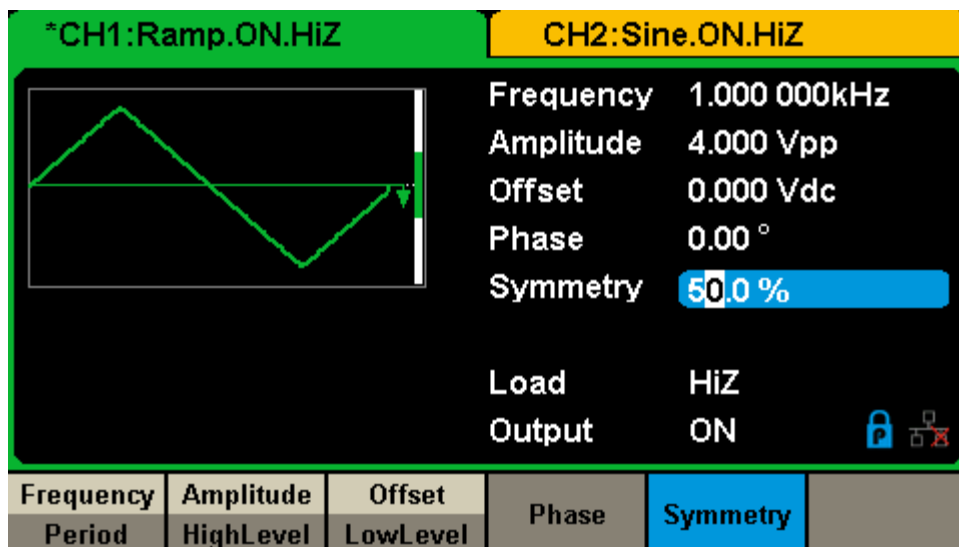 *CH1:Ramp.ON.HiZ CH2:Sine.ON.HiZ
Frequency 1.000 000kHz
Amplitude 4.000 Vpp
Offset 0.000 Vdc
Phase 0.00 °
Symmetry 50.0 %
Load HiZ
Output ON P
Frequency Amplitude Offset Phase Symmetry
Period HighLevel LowLevel